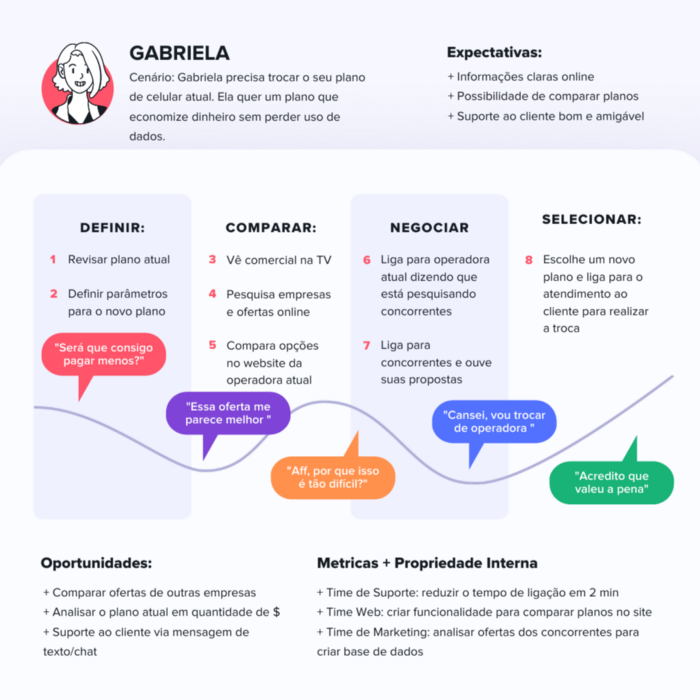 GABRIELA
Cenário: Gabriela precisa trocar o seu plano
de celular atual. Ela quer um plano que
economize dinheiro sem perder uso de
dados.
Expectativas:
+ Informações claras online
+ Possibilidade de comparar planos
+ Suporte ao cliente bom e amigável
DEFINIR:
1 Revisar plano atual
2 Definir parâmetros
para o novo plano
"Será que consigo
pagar menos?"
COMPARAR:
3 Vê comercial na TV
4 Pesquisa empresas
e ofertas online
5 Compara opções
no website da
operadora atual
"Essa oferta me
parece melhor "
"Aff, por que isso
é tão difícil?"
NEGOCIAR
6 Liga para operadora
atual dizendo que
está pesquisando
concorrentes
7 Liga para
concorrentes e ouve
suas propostas
"Cansei, vou trocar
de operadora "
SELECIONAR:
8 Escolhe um novo
plano e liga para o
atendimento ao
cliente para realizar
a troca
"Acredito que
valeu a pena"
Oportunidades:
+ Comparar ofertas de outras empresas
+ Analisar o plano atual em quantidade de $
+ Suporte ao cliente via mensagem de
texto/chat
Metricas + Propriedade Interna
+ Time de Suporte: reduzir o tempo de ligação em 2 min
+ Time Web: criar funcionalidade para comparar planos no site
+ Time de Marketing: analisar ofertas dos concorrentes para
criar base de dados